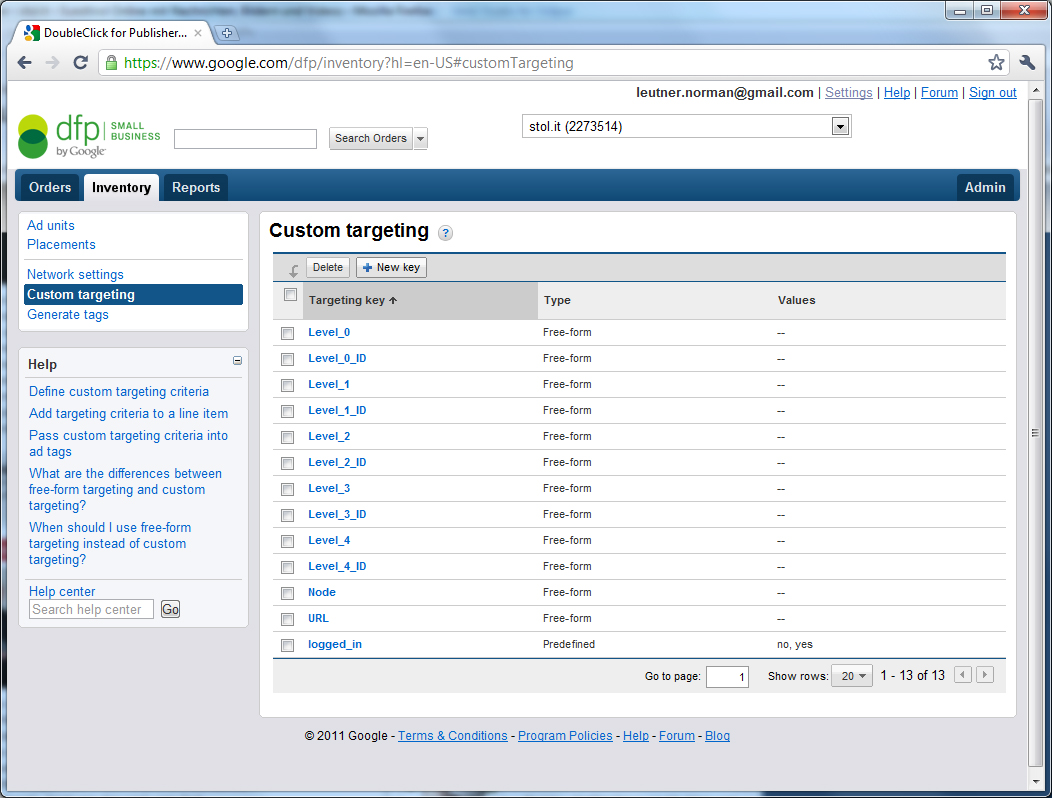 DoubleClick for Publisher...
https://www.google.com/dfp/inventory?hl=en-US#customTargeting
leutner.norman@gmail.com | Settings | Help | Forum | Sign out
dfp SMALL BUSINESS
by Google
Search Orders
stol.it (2273514)
Orders Inventory Reports Admin
Ad units
Placements
Network settings
Custom targeting
Generate tags
Help
Define custom targeting criteria
Add targeting criteria to a line item
Pass custom targeting criteria into
ad tags
What are the differences between
free-form targeting and custom
targeting?
When should I use free-form
targeting instead of custom
targeting?
Help center
Search help center Go
Custom targeting ?
Delete + New key
Targeting key Type Values
Level_0 Free-form --
Level_0_ID Free-form --
Level_1 Free-form --
Level_1_ID Free-form --
Level_2 Free-form --
Level_2_ID Free-form --
Level_3 Free-form --
Level_3_ID Free-form --
Level_4 Free-form --
Level_4_ID Free-form --
Node Free-form --
URL Free-form --
logged_in Predefined no, yes
Go to page: 1 Show rows: 20 1 - 13 of 13
© 2011 Google - Terms & Conditions - Program Policies - Help - Forum - Blog